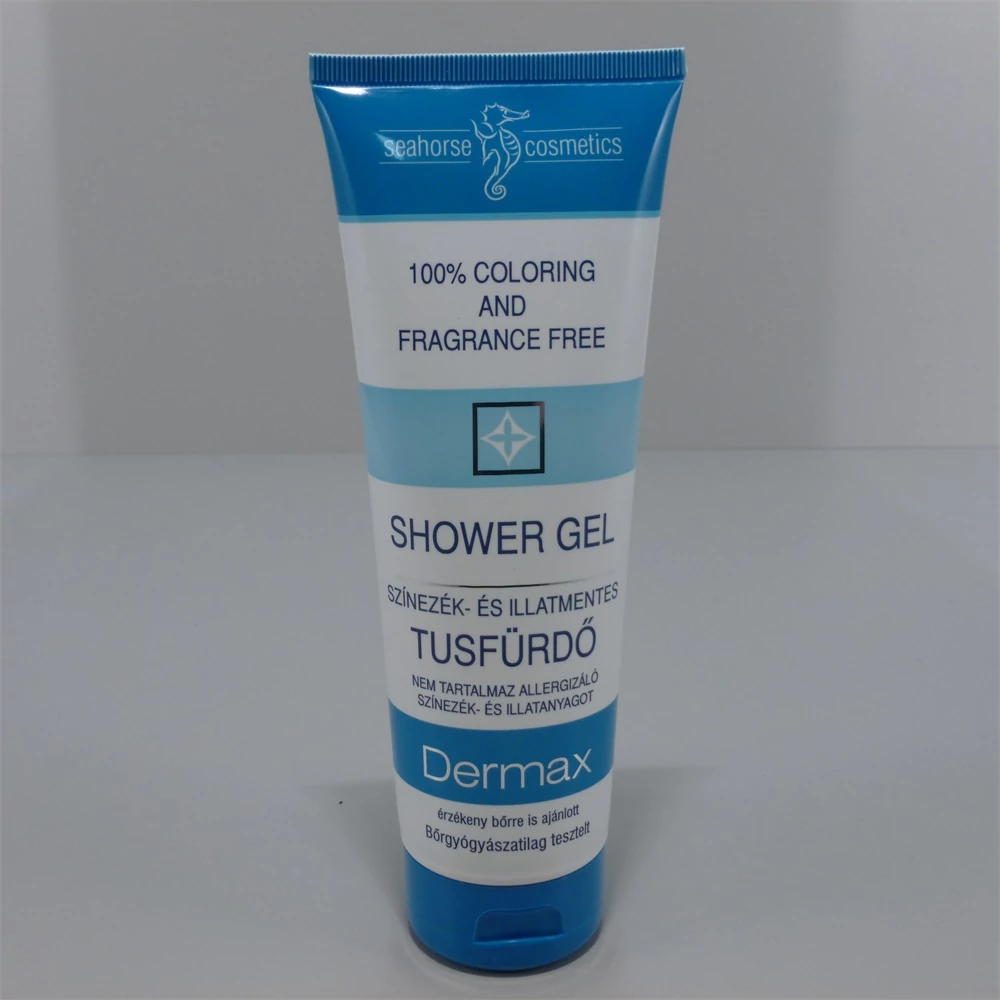 seahorse cosmetics
100% COLORING
AND
FRAGRANCE FREE
SHOWER GEL
SZÍNEZÉK- ÉS ILLATMENTES
TUSFÜRDŐ
NEM TARTALMAZ ALLERGIZÁLÓ
SZÍNEZÉK- ÉS ILLATANYAGOT
Dermax
érzékeny bőrre is ajánlott
Bőrgyógyászatilag tesztelt